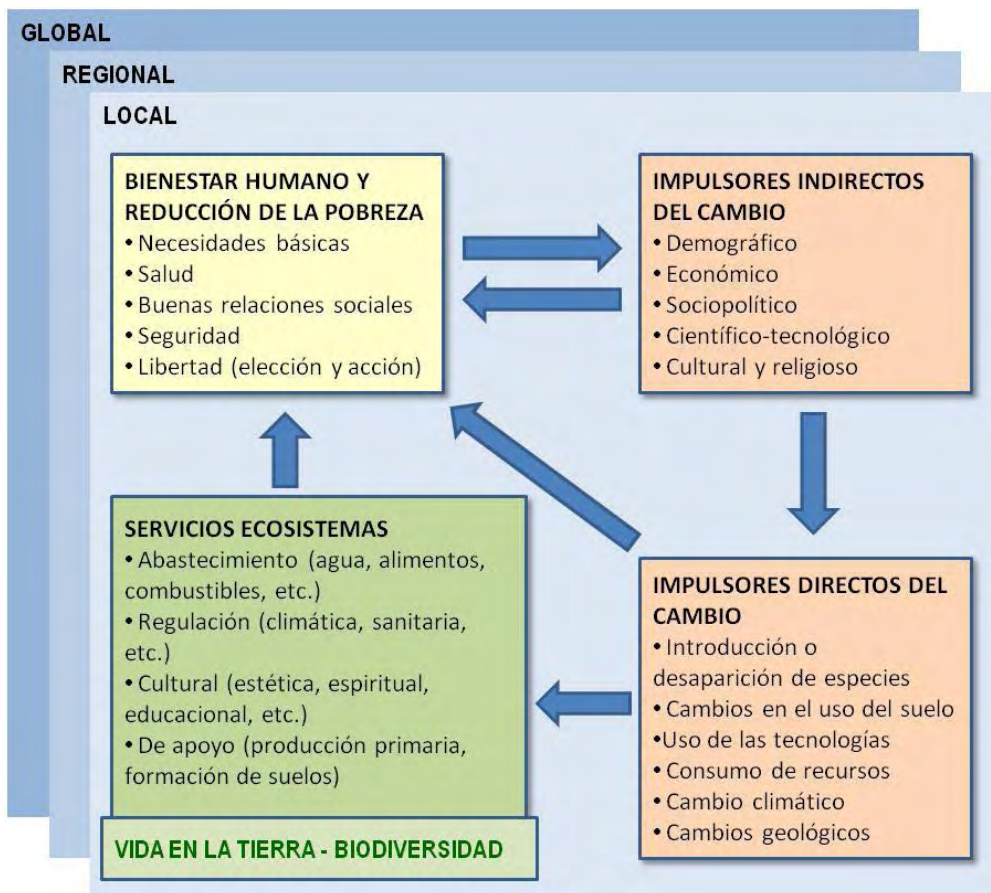 GLOBAL
REGIONAL
LOCAL
BIENESTAR HUMANO Y
REDUCCIÓN DE LA POBREZA
• Necesidades básicas
• Salud
• Buenas relaciones sociales
• Seguridad
• Libertad (elección y acción)
IMPULSORES INDIRECTOS
DEL CAMBIO
• Demográfico
• Económico
• Sociopolítico
• Científico-tecnológico
• Cultural y religioso
SERVICIOS ECOSISTEMAS
• Abastecimiento (agua, alimentos,
combustibles, etc.)
• Regulación (climática, sanitaria,
etc.)
• Cultural (estética, espiritual,
educacional, etc.)
• De apoyo (producción primaria,
formación de suelos)
VIDA EN LA TIERRA - BIODIVERSIDAD
IMPULSORES DIRECTOS DEL
CAMBIO
• Introducción o
desaparición de especies
• Cambios en el uso del suelo
•Uso de las tecnologías
• Consumo de recursos
• Cambio climático
• Cambios geológicos